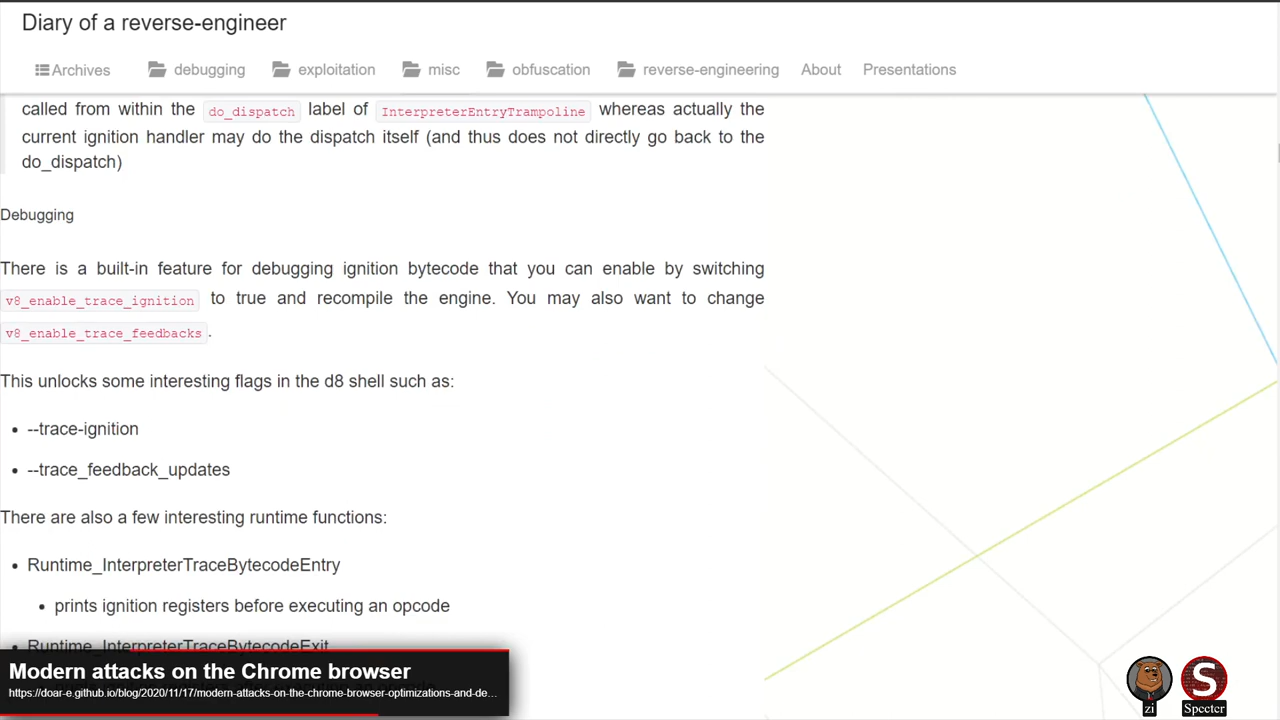 Diary of a reverse-engineer
Archives debugging exploitation misc obfuscation reverse-engineering About Presentations
called from within the do_dispatch label of InterpreterEntryTrampoline whereas actually the
current ignition handler may do the dispatch itself (and thus does not directly go back to the
do_dispatch)
Debugging
There is a built-in feature for debugging ignition bytecode that you can enable by switching
v8_enable_trace_ignition to true and recompile the engine. You may also want to change
v8_enable_trace_feedbacks.
This unlocks some interesting flags in the d8 shell such as:
• --trace-ignition
• --trace_feedback_updates
There are also a few interesting runtime functions:
• Runtime_InterpreterTraceBytecodeEntry
• prints ignition registers before executing an opcode
• Runtime_InterpreterTraceBytecodeExit
Modern attacks on the Chrome browser
https://doar-e.github.io/blog/2020/11/17/modern-attacks-on-the-chrome-browser-optimizations-and-de...
zi
S
Specter